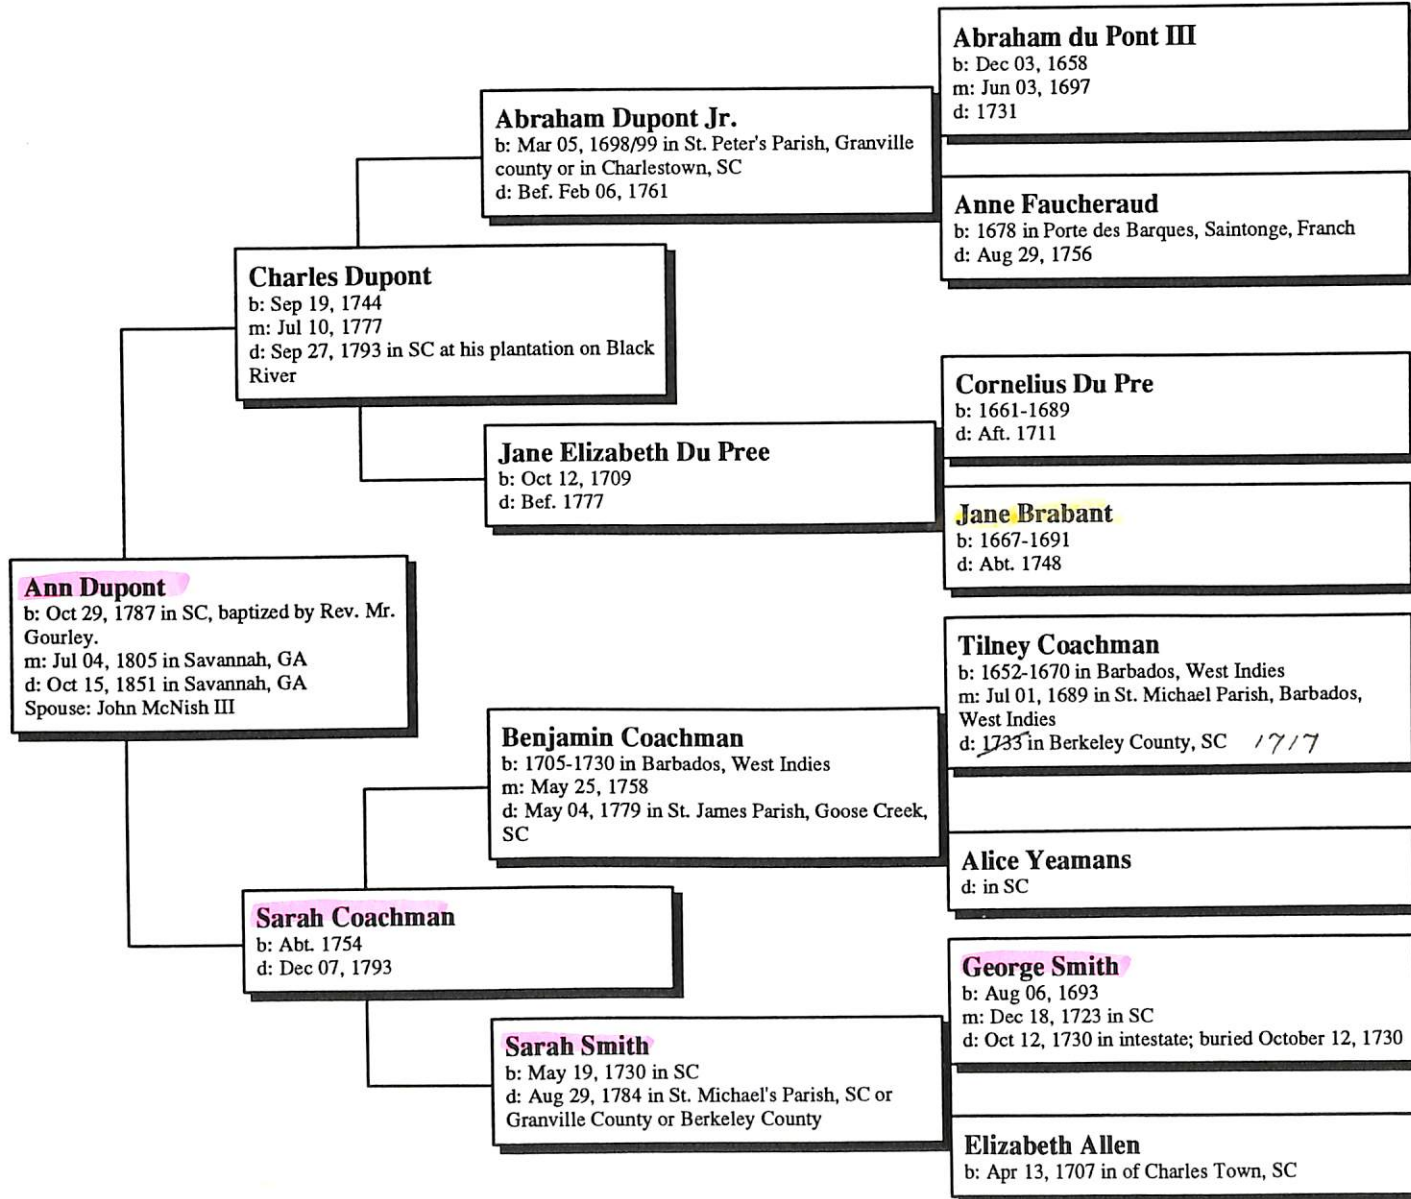 Abraham du Pont III
b: Dec 03, 1658
m: Jun 03, 1697
d: 1731
Abraham Dupont Jr.
b: Mar 05, 1698/99 in St. Peter's Parish, Granville
county or in Charlestown, SC
d: Bef. Feb 06, 1761
Anne Faucheraud
b: 1678 in Porte des Barques, Saintonge, Franch
d: Aug 29, 1756
Charles Dupont
b: Sep 19, 1744
m: Jul 10, 1777
d: Sep 27, 1793 in SC at his plantation on Black
River
Cornelius Du Pre
b: 1661-1689
d: Aft. 1711
Jane Elizabeth Du Pree
b: Oct 12, 1709
d: Bef. 1777
Jane Brabant
b: 1667-1691
d: Abt. 1748
Ann Dupont
b: Oct 29, 1787 in SC, baptized by Rev. Mr.
Gourley.
m: Jul 04, 1805 in Savannah, GA
d: Oct 15, 1851 in Savannah, GA
Spouse: John McNish III
Tilney Coachman
b: 1652-1670 in Barbados, West Indies
m: Jul 01, 1689 in St. Michael Parish, Barbados,
West Indies
d: 1733 in Berkeley County, SC 1717
Benjamin Coachman
b: 1705-1730 in Barbados, West Indies
m: May 25, 1758
d: May 04, 1779 in St. James Parish, Goose Creek,
SC
Alice Yeamans
d: in SC
Sarah Coachman
b: Abt. 1754
d: Dec 07, 1793
George Smith
b: Aug 06, 1693
m: Dec 18, 1723 in SC
d: Oct 12, 1730 in intestate; buried October 12, 1730
Sarah Smith
b: May 19, 1730 in SC
d: Aug 29, 1784 in St. Michael's Parish, SC or
Granville County or Berkeley County
Elizabeth Allen
b: Apr 13, 1707 in of Charles Town, SC